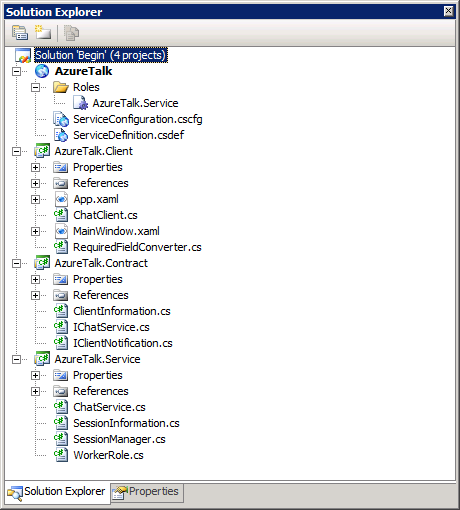 Solution Explorer
Solution 'Begin' (4 projects)
AzureTalk
Roles
AzureTalk.Service
ServiceConfiguration.cscfg
ServiceDefinition.csdef
AzureTalk.Client
Properties
References
App.xaml
ChatClient.cs
MainWindow.xaml
RequiredFieldConverter.cs
AzureTalk.Contract
Properties
References
ClientInformation.cs
IChatService.cs
IClientNotification.cs
AzureTalk.Service
Properties
References
ChatService.cs
SessionInformation.cs
SessionManager.cs
WorkerRole.cs
Solution Explorer Properties